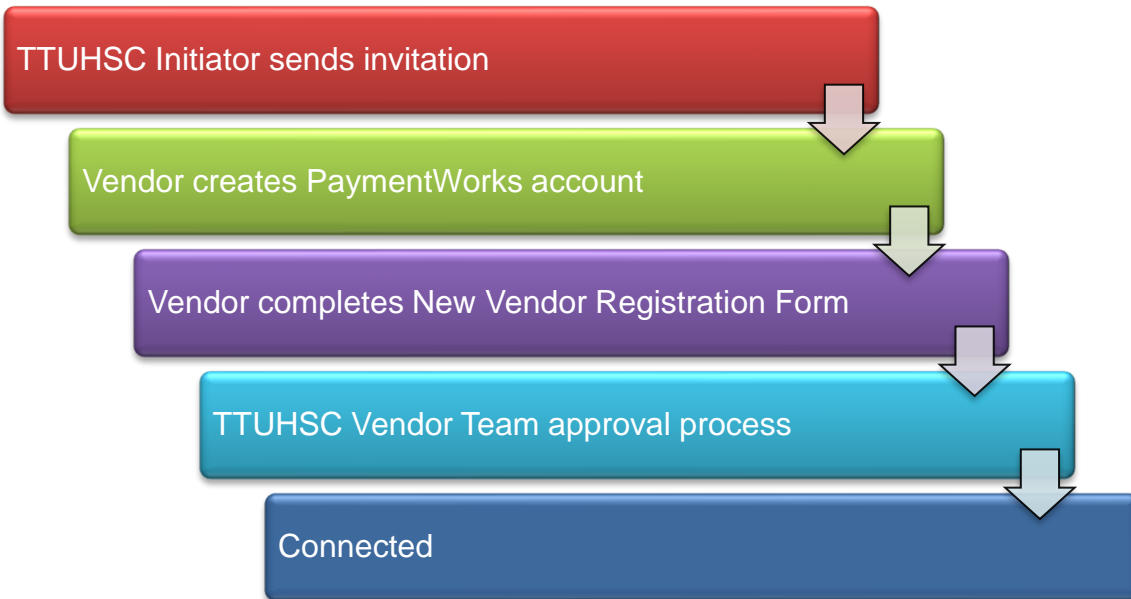 TTUHSC Initiator sends invitation
Vendor creates PaymentWorks account
Vendor completes New Vendor Registration Form
TTUHSC Vendor Team approval process
Connected